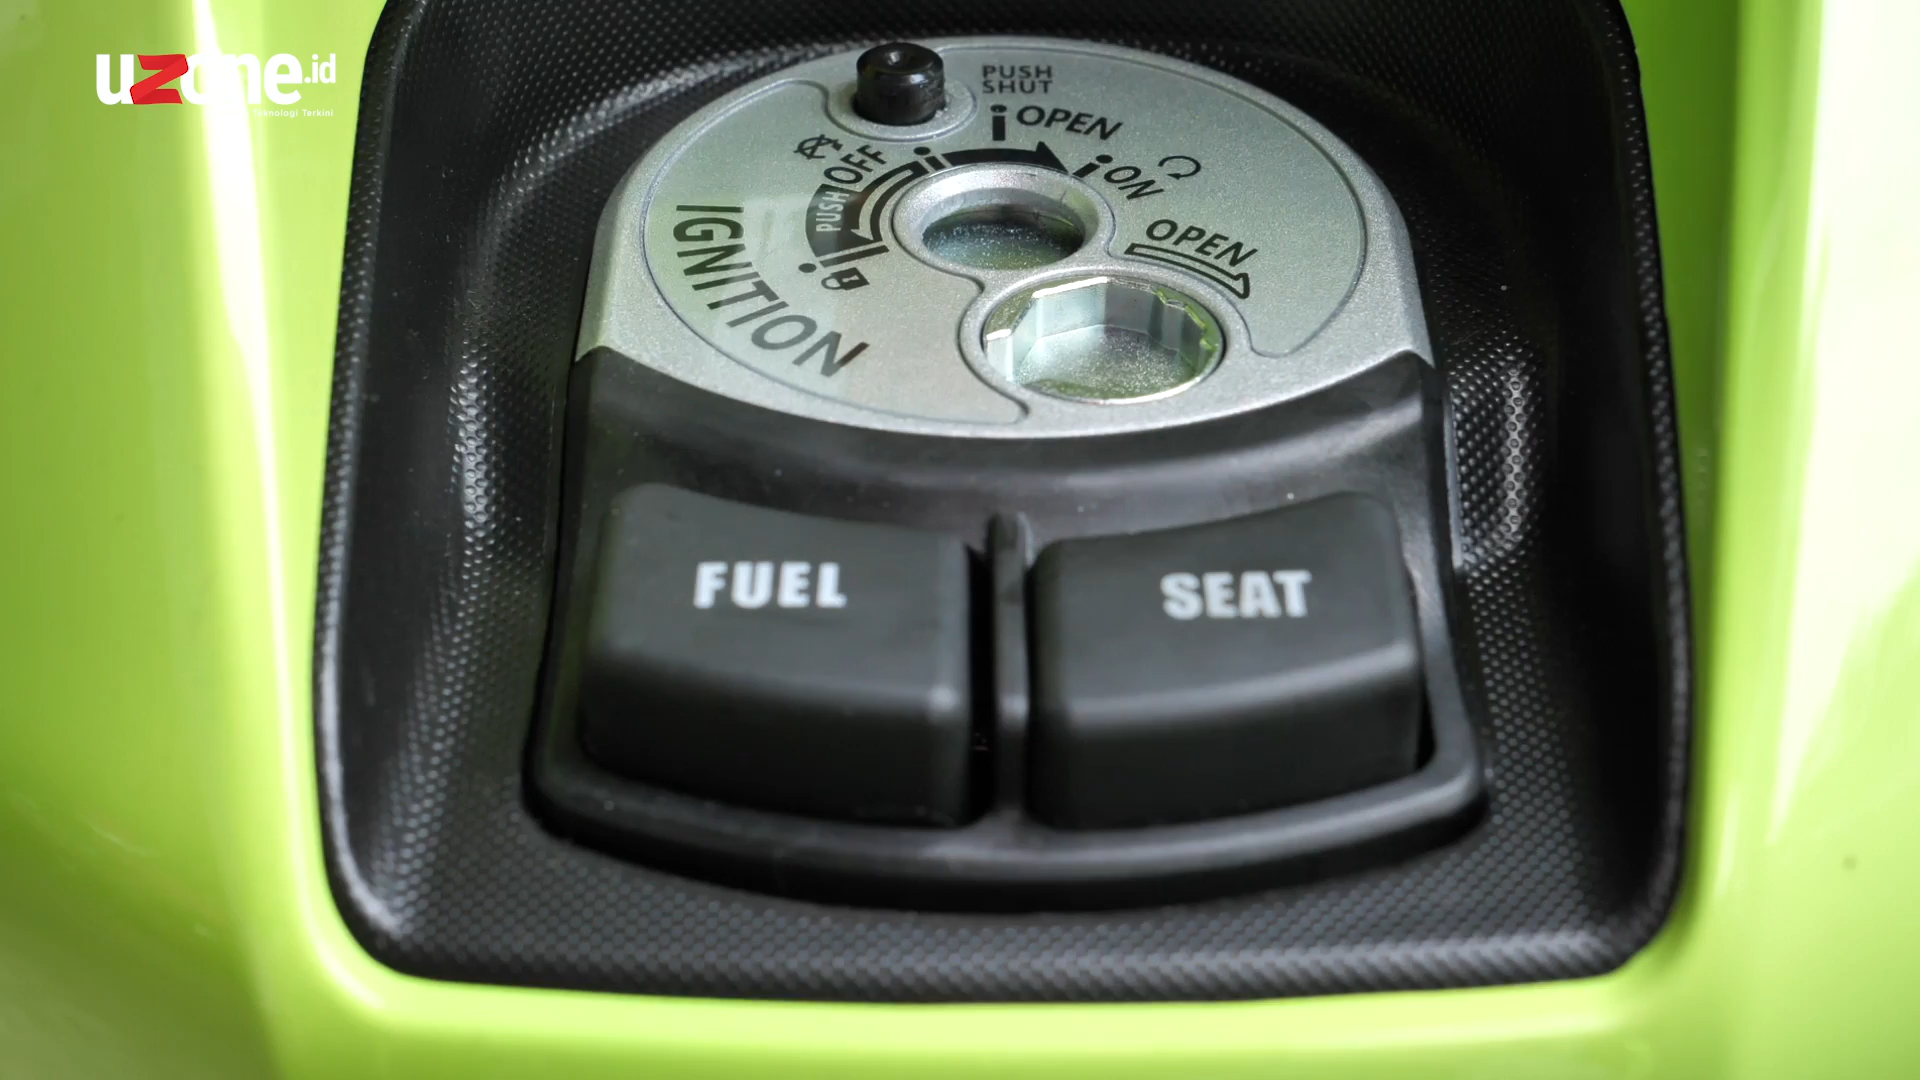 uzone.id
Teknologi Terkini
PUSH
SHUT
OPEN
ON
OFF
PUSH
OPEN
IGNITION
FUEL
SEAT